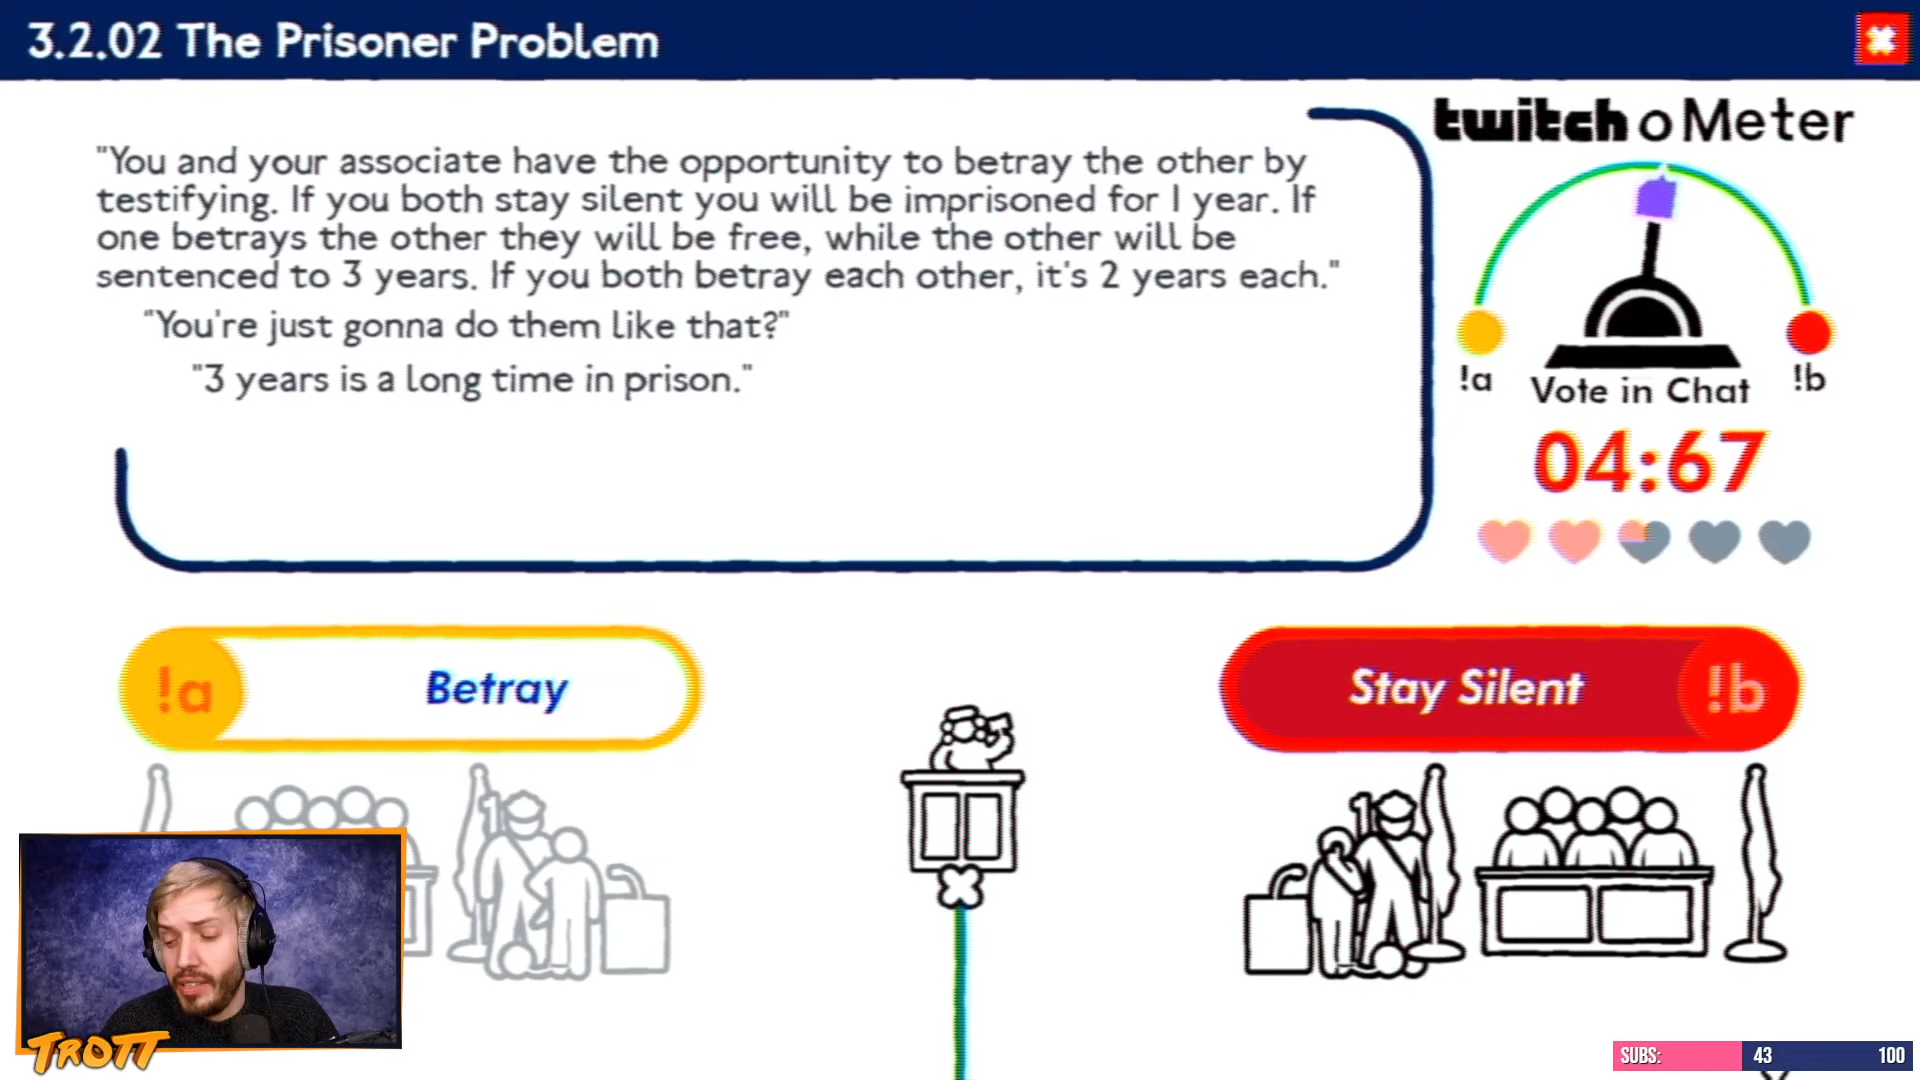 3.2.02 The Prisoner Problem
"You and your associate have the opportunity to betray the other by
testifying. If you both stay silent you will be imprisoned for 1 year. If
one betrays the other they will be free, while the other will be
sentenced to 3 years. If you both betray each other, it's 2 years each."
"You're just gonna do them like that?"
"3 years is a long time in prison."
twitch o Meter
!a Vote in Chat !b
04:67
!a Betray
Stay Silent !b
TROTT
SUBS: 43 100